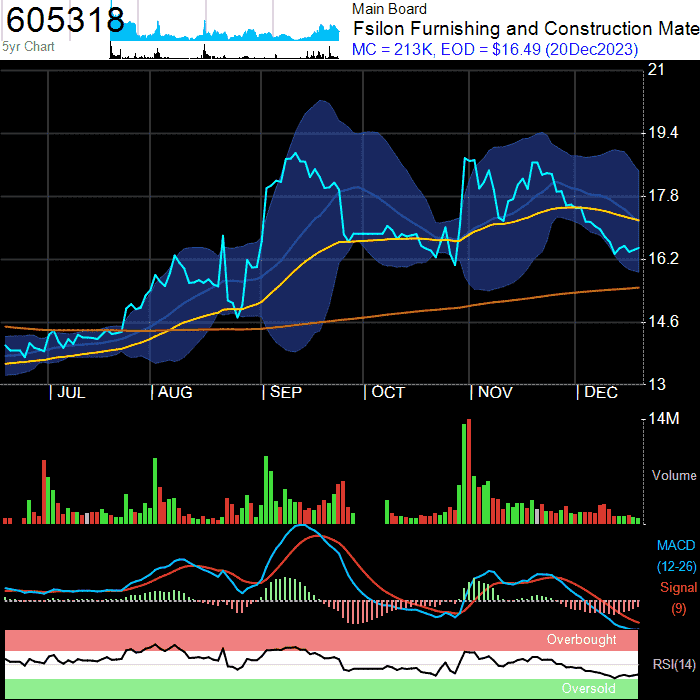 605318
5yr Chart
Main Board
Fsilon Furnishing and Construction Mate
MC = 213K, EOD = $16.49 (20Dec2023)
21
19.4
17.8
16.2
14.6
13
JUL AUG SEP OCT NOV DEC
14M
Volume
MACD
(12-26)
Signal
(9)
Overbought
RSI(14)
Oversold